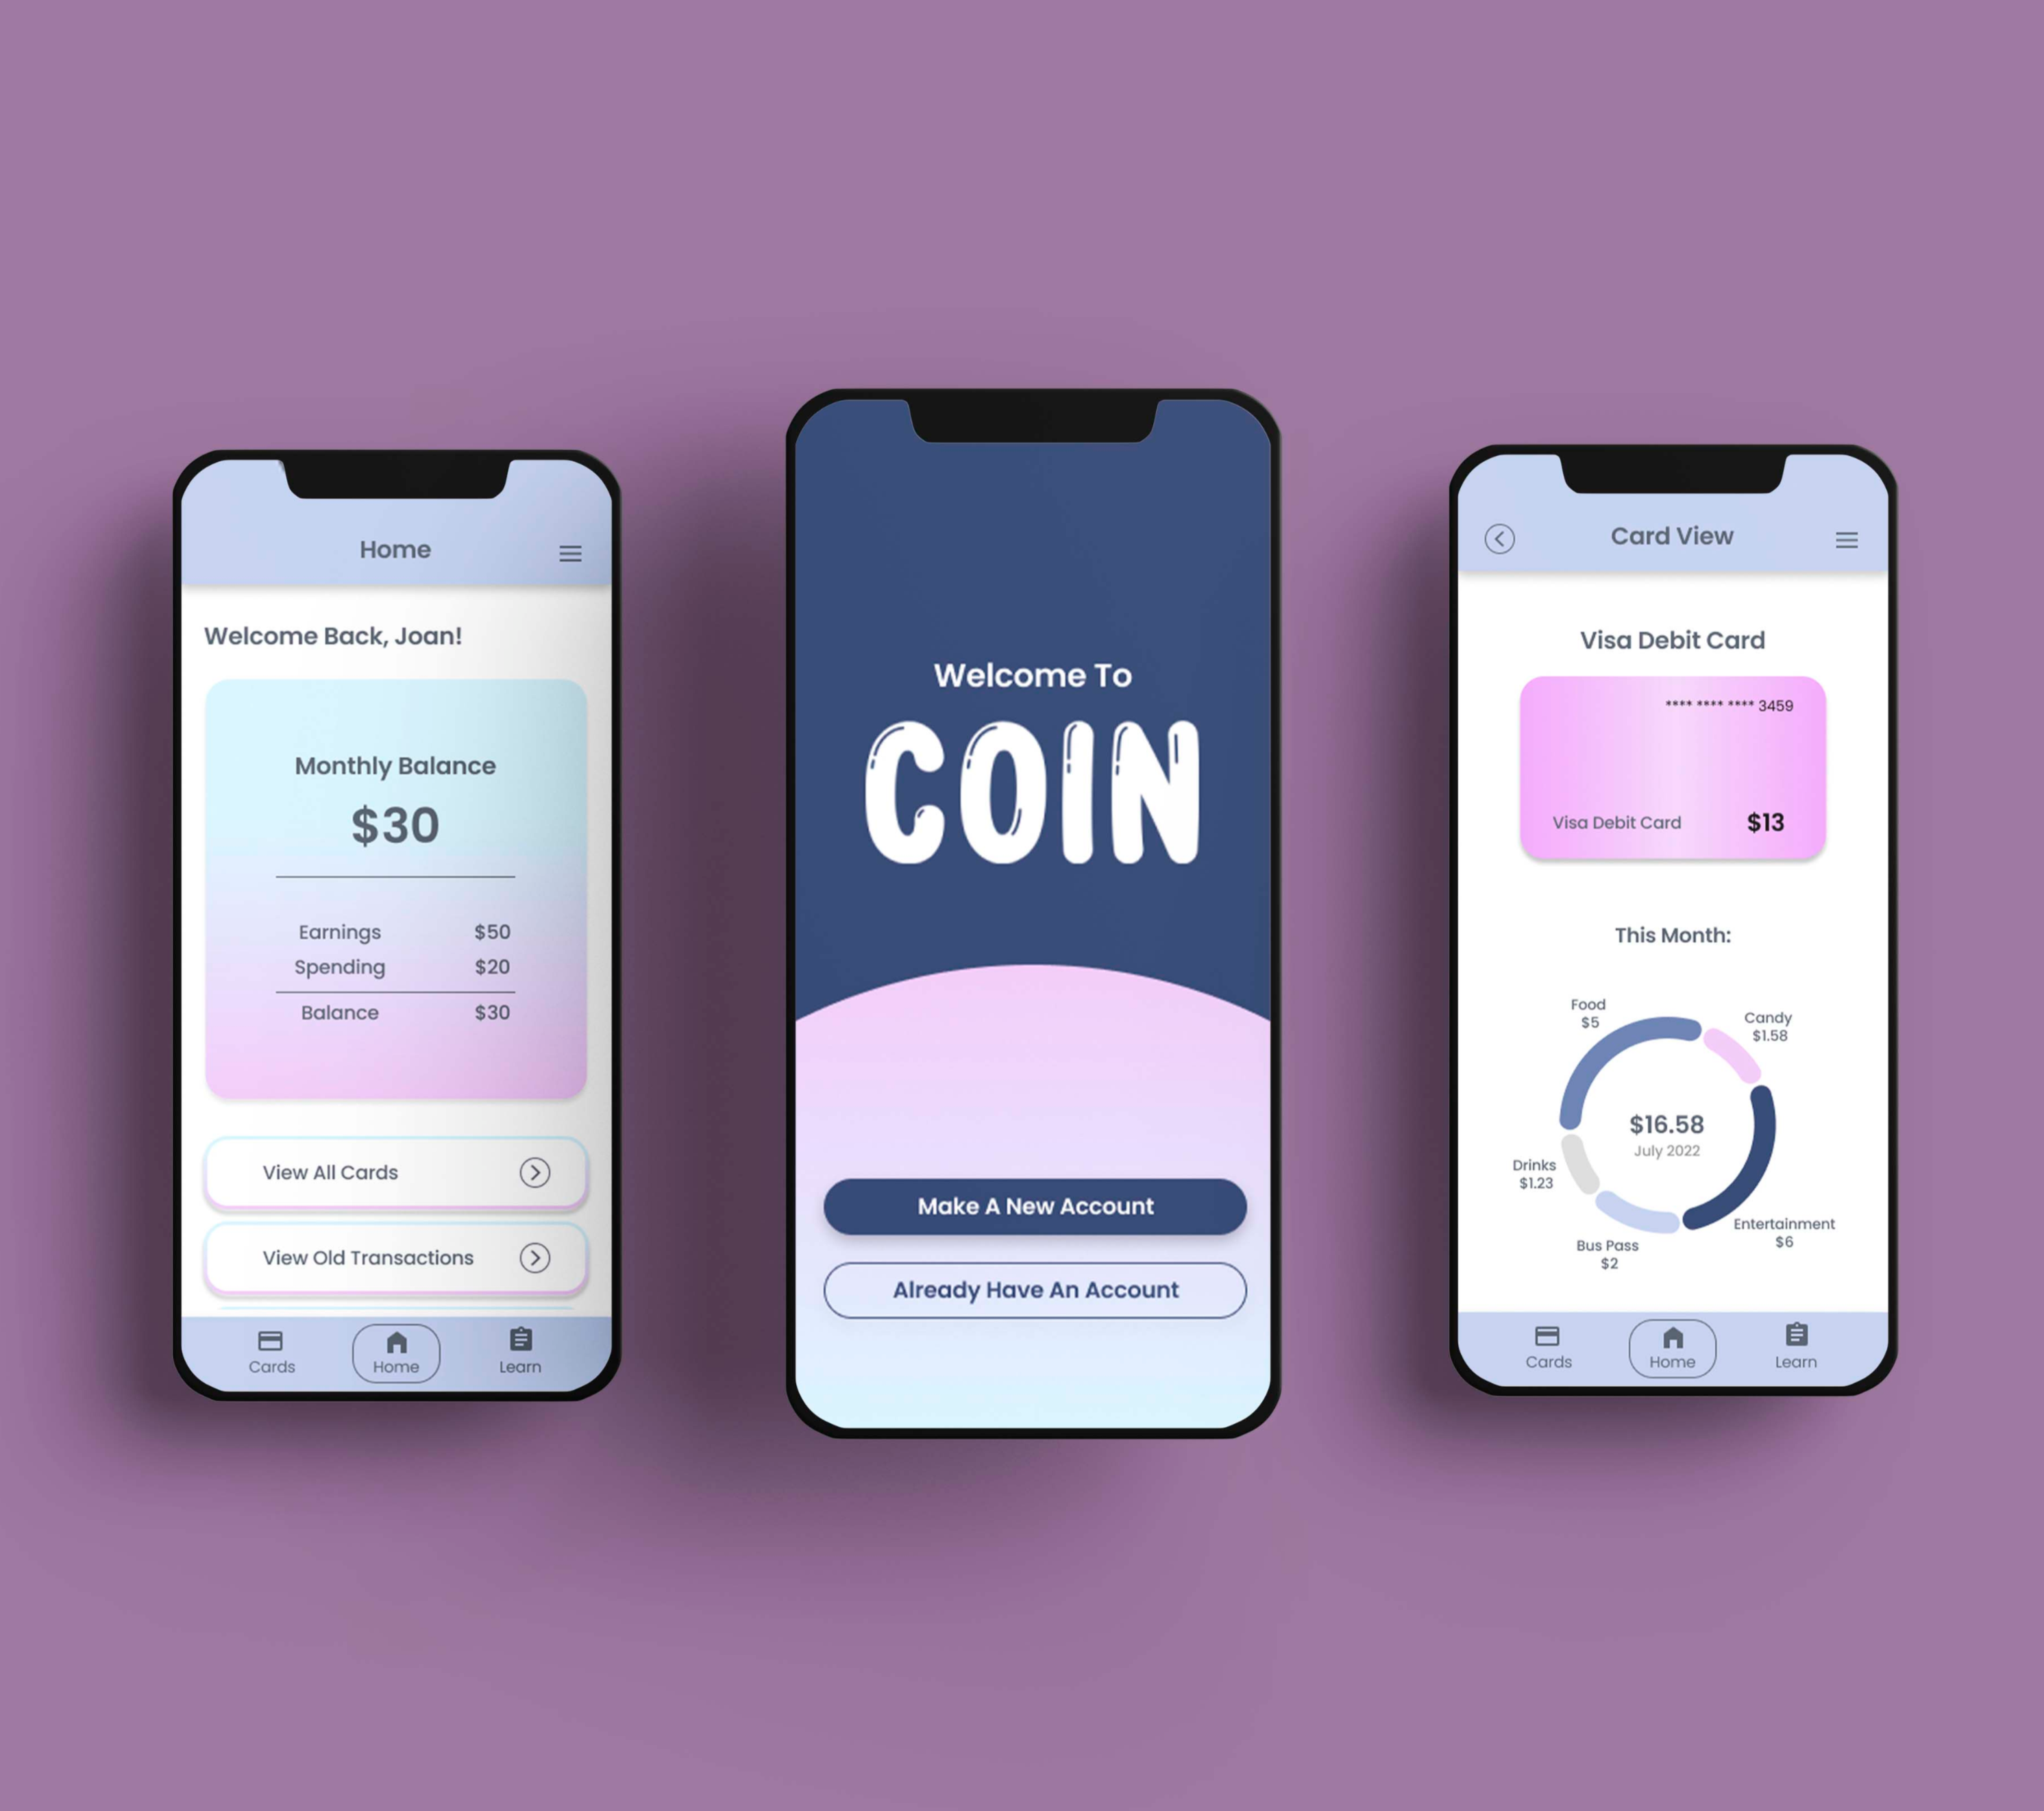 Home
Welcome Back, Joan!
Monthly Balance
$30
Earnings $50
Spending $20
Balance $30
View All Cards
View Old Transactions
Cards Home Learn
Welcome To
COIN
Make A New Account
Already Have An Account
Card View
Visa Debit Card
**** **** **** 3459
Visa Debit Card $13
This Month:
Food
$5
Candy
$1.58
$16.58
July 2022
Drinks
$1.23
Entertainment
$6
Bus Pass
$2
Cards Home Learn